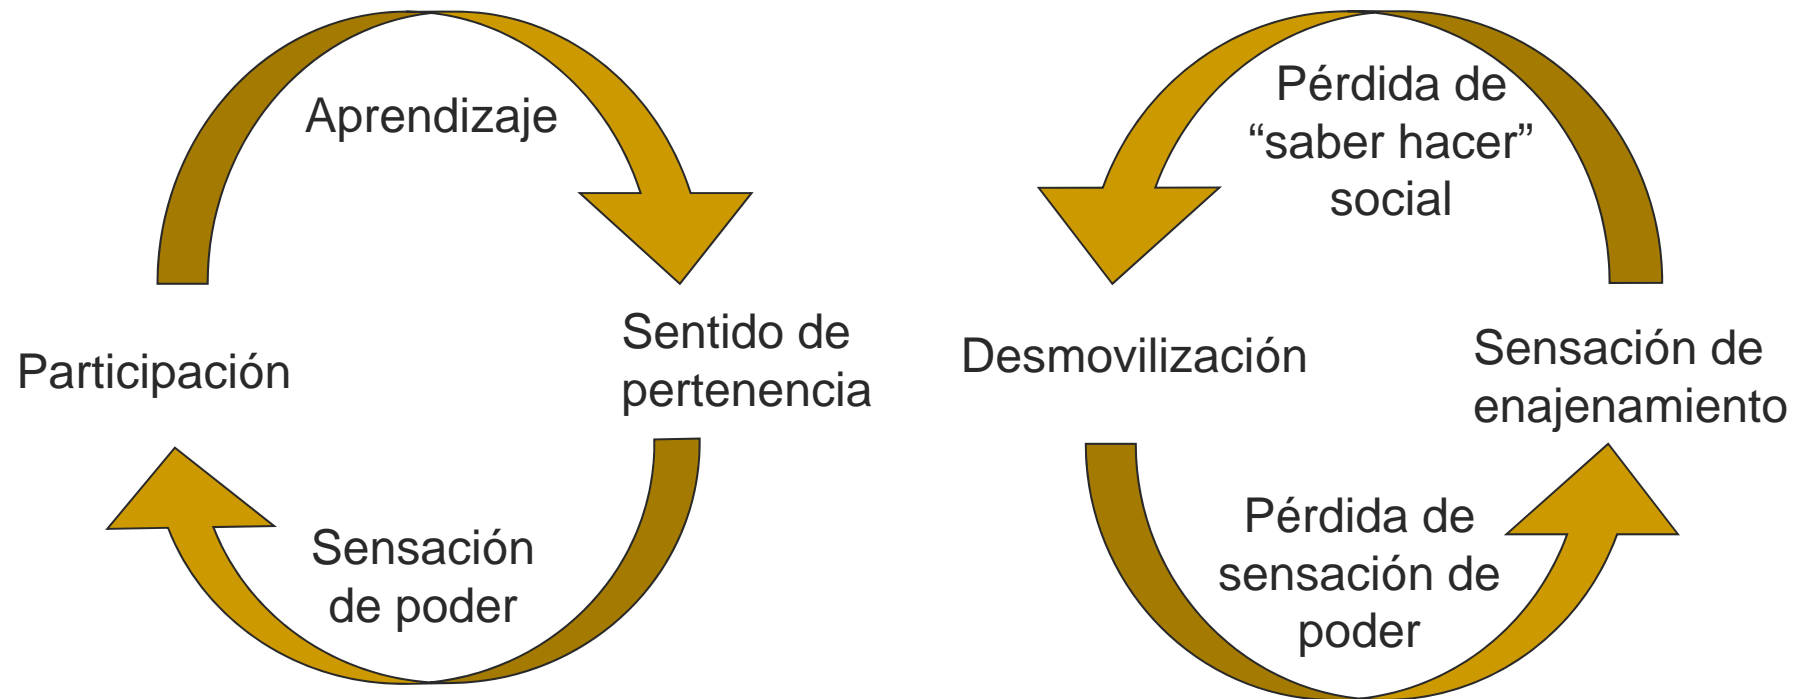 Aprendizaje
Participación
Sentido de
pertenencia
Sensación
de poder
Pérdida de
“saber hacer”
social
Desmovilización
Sensación de
enajenamiento
Pérdida de
sensación de
poder